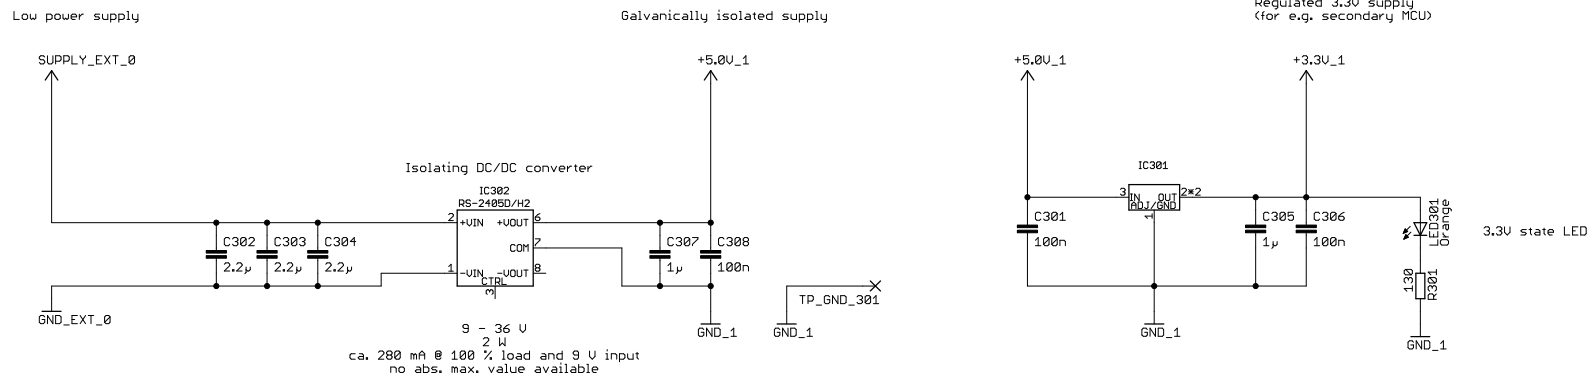 Low power supply
Galvanically isolated supply
Regulated 3.3V supply
(for e.g. secondary MCU)
SUPPLY_EXT_0
+5.0V_1
+5.0V_1
+3.3V_1
Isolating DC/DC converter
IC302
RS-2405D/H2
2
+VIN
+VOUT
6
COM
7
1
-VIN
-VOUT
8
CTRL
3
C302
2.2µ
C303
2.2µ
C304
2.2µ
C307
1µ
C308
100n
GND_EXT_0
GND_1
TP_GND_301
GND_1
9 - 36 V
2 W
ca. 280 mA @ 100 % load and 9 V input
no abs. max. value available
IC301
3
IN
OUT
2*2
ADJ/GND
1
C301
100n
C305
1µ
C306
100n
GND_1
LED301
Orange
3.3V state LED
130
R301
GND_1